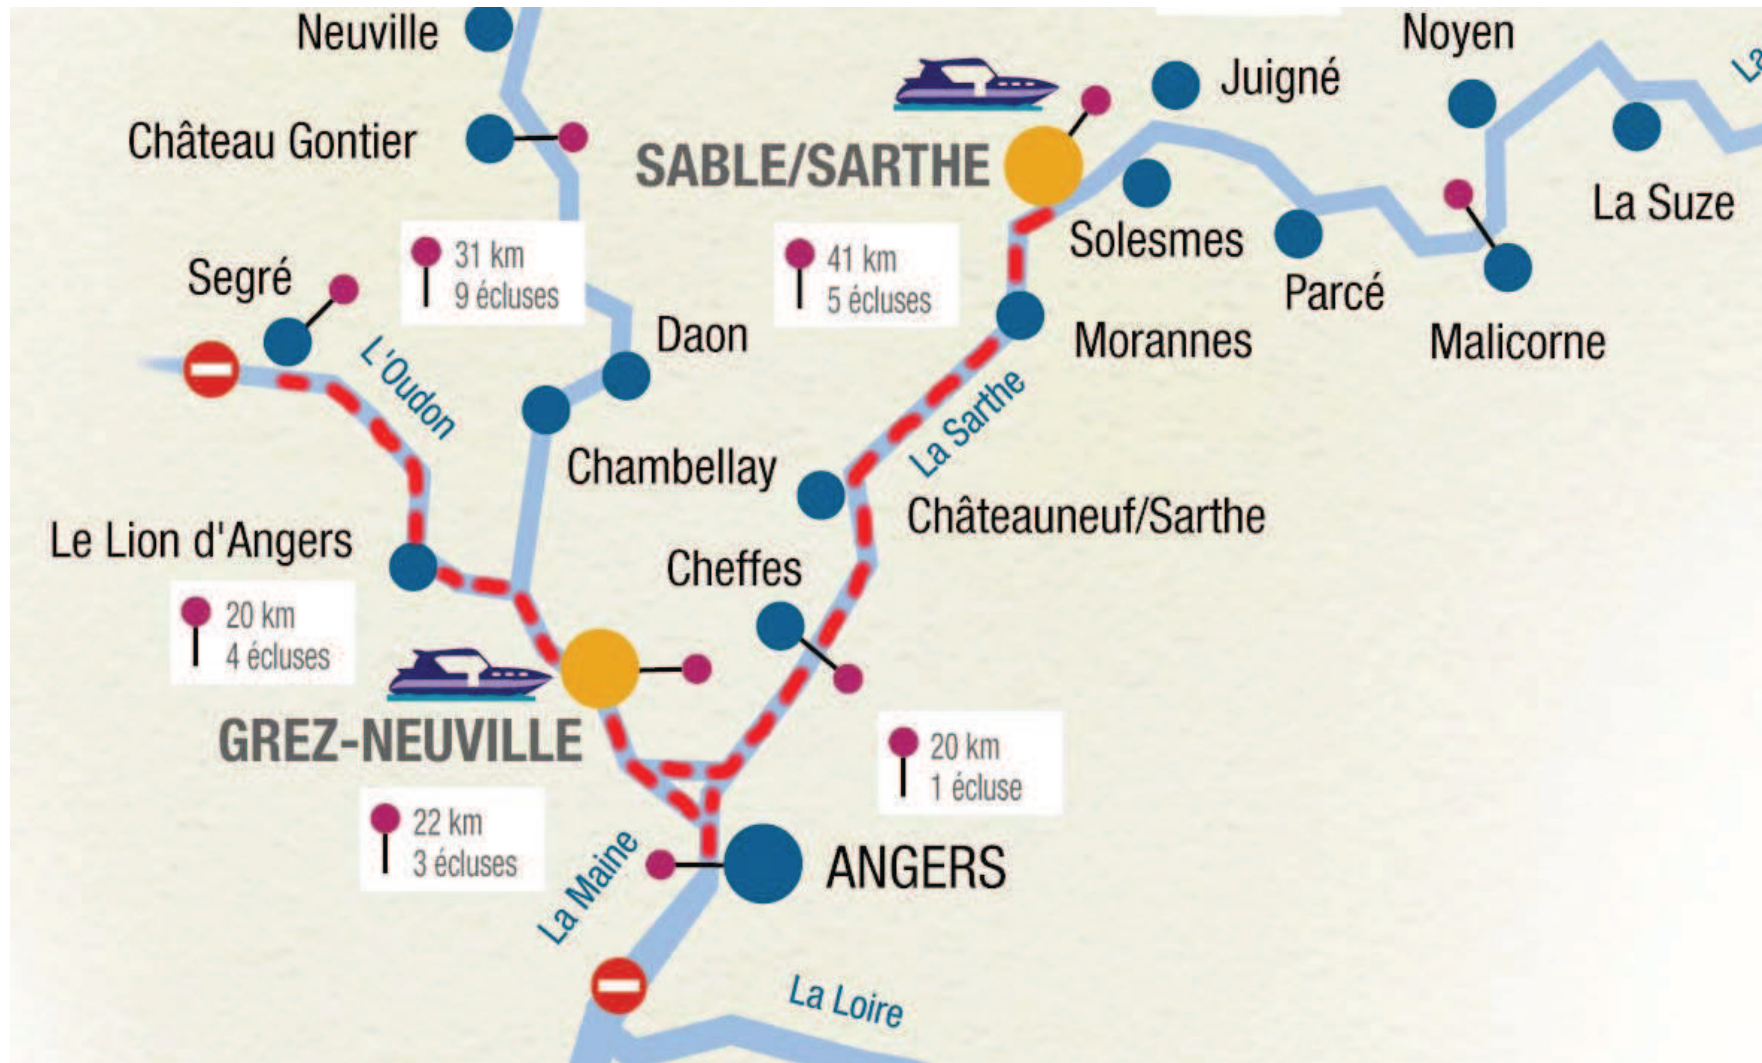 Neuville
Noyen
La
Juigné
Château Gontier
SABLE/SARTHE
La Suze
Solesmes
31 km
9 écluses
41 km
5 écluses
Segré
Parcé
Daon
Morannes
Malicorne
L'Oudon
La Sarthe
Chambellay
Châteauneuf/Sarthe
Le Lion d'Angers
Cheffes
20 km
4 écluses
GREZ-NEUVILLE
20 km
1 écluse
22 km
3 écluses
La Maine
ANGERS
La Loire